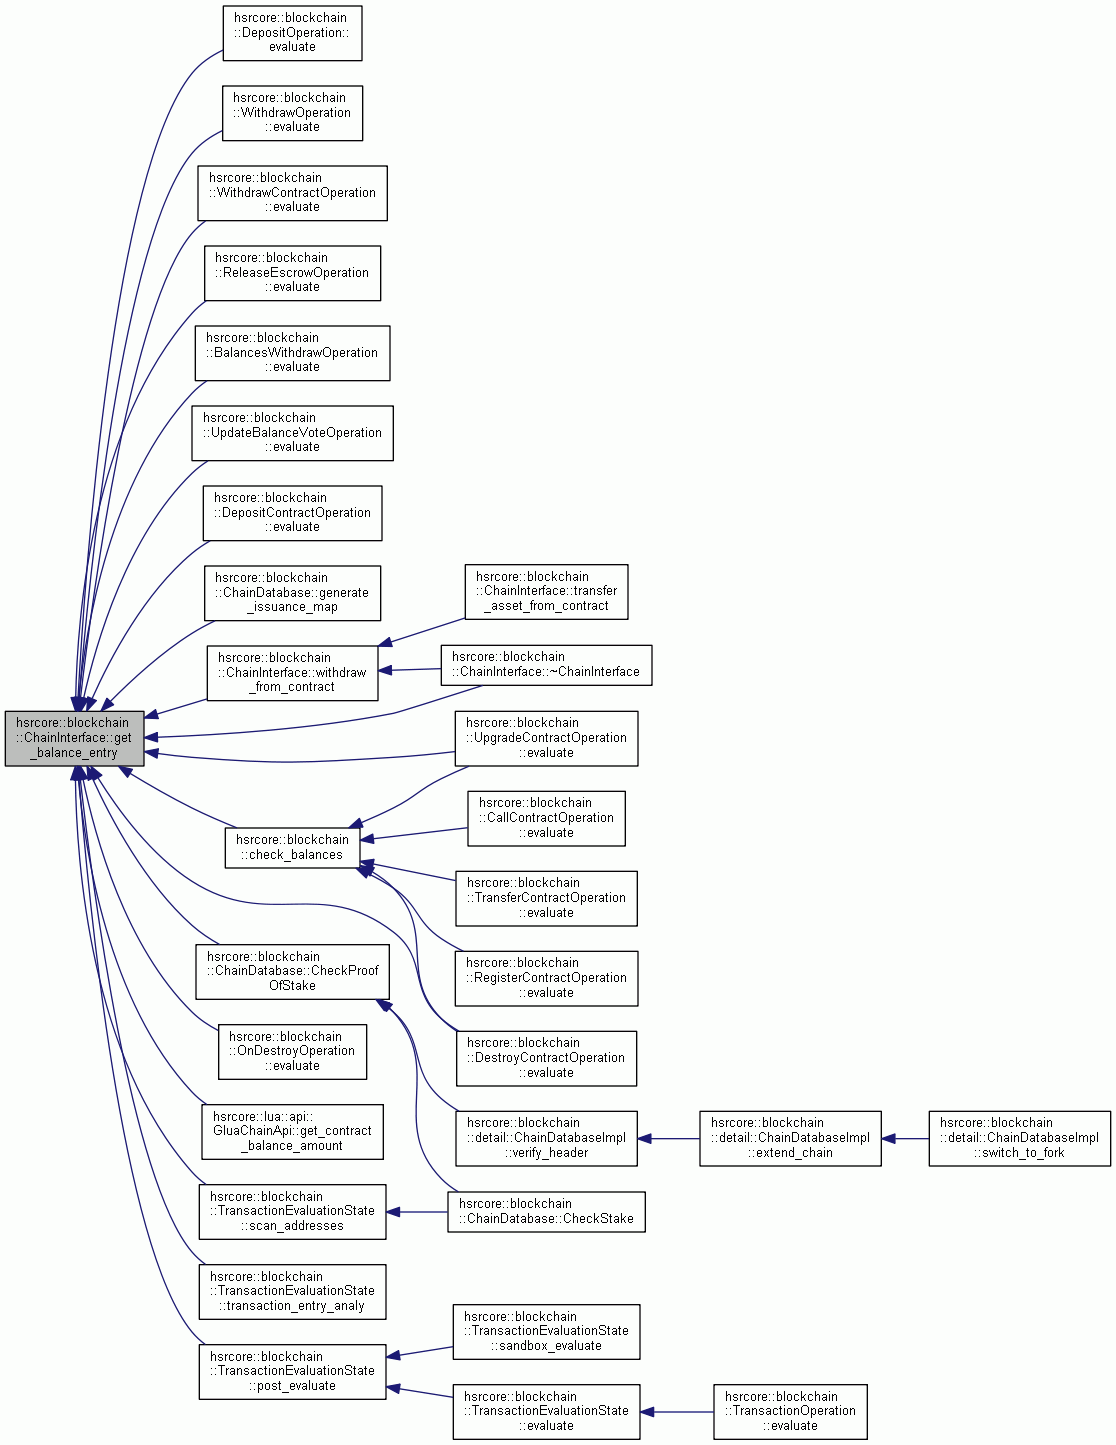 hsrcore::blockchain
::DepositOperation::
evaluate
hsrcore::blockchain
::WithdrawOperation
::evaluate
hsrcore::blockchain
::WithdrawContractOperation
::evaluate
hsrcore::blockchain
::ReleaseEscrowOperation
::evaluate
hsrcore::blockchain
::BalancesWithdrawOperation
::evaluate
hsrcore::blockchain
::UpdateBalanceVoteOperation
::evaluate
hsrcore::blockchain
::DepositContractOperation
::evaluate
hsrcore::blockchain
::ChainDatabase::generate
_issuance_map
hsrcore::blockchain
::ChainInterface::transfer
_asset_from_contract
hsrcore::blockchain
::ChainInterface::withdraw
_from_contract
hsrcore::blockchain
::ChainInterface::~ChainInterface
hsrcore::blockchain
::ChainInterface::get
_balance_entry
hsrcore::blockchain
::UpgradeContractOperation
::evaluate
hsrcore::blockchain
::CallContractOperation
::evaluate
hsrcore::blockchain
::check_balances
hsrcore::blockchain
::TransferContractOperation
::evaluate
hsrcore::blockchain
::ChainDatabase::CheckProof
OfStake
hsrcore::blockchain
::RegisterContractOperation
::evaluate
hsrcore::blockchain
::OnDestroyOperation
::evaluate
hsrcore::blockchain
::DestroyContractOperation
::evaluate
hsrcore::lua::api::
GluaChainApi::get_contract
_balance_amount
hsrcore::blockchain
::detail::ChainDatabaseImpl
::verify_header
hsrcore::blockchain
::detail::ChainDatabaseImpl
::extend_chain
hsrcore::blockchain
::detail::ChainDatabaseImpl
::switch_to_fork
hsrcore::blockchain
::TransactionEvaluationState
::scan_addresses
hsrcore::blockchain
::ChainDatabase::CheckStake
hsrcore::blockchain
::TransactionEvaluationState
::transaction_entry_analy
hsrcore::blockchain
::TransactionEvaluationState
::sandbox_evaluate
hsrcore::blockchain
::TransactionEvaluationState
::post_evaluate
hsrcore::blockchain
::TransactionEvaluationState
::evaluate
hsrcore::blockchain
::TransactionOperation
::evaluate